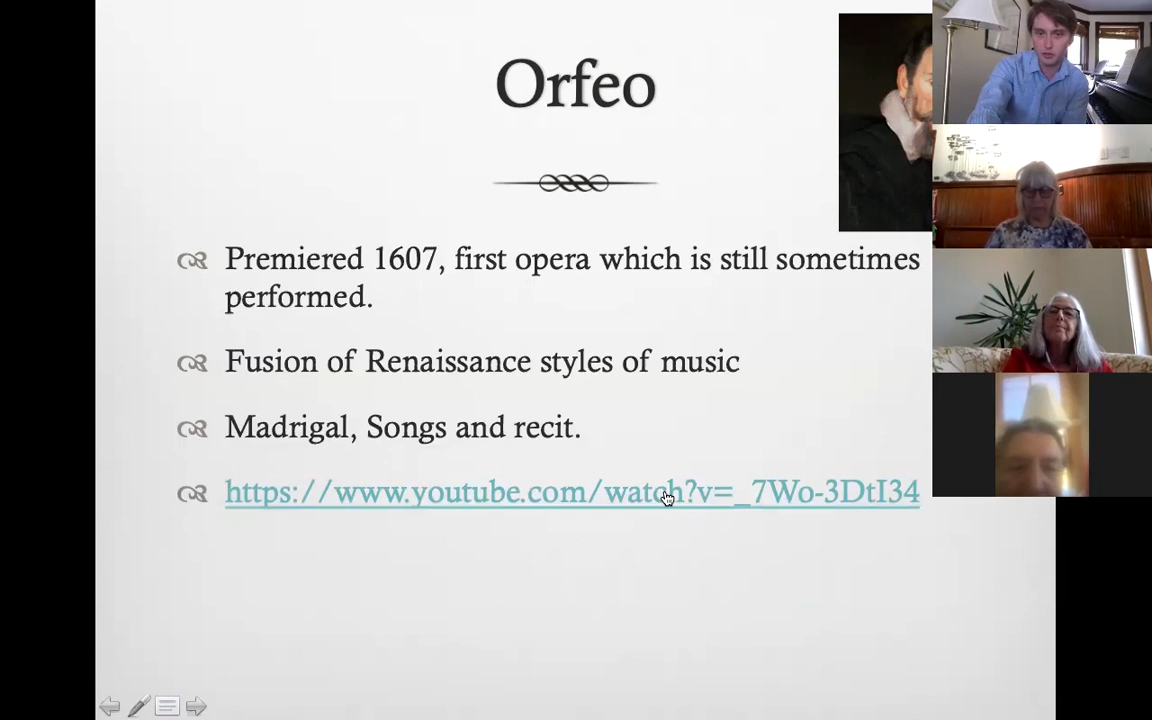 Orfeo
Premiered 1607, first opera which is still sometimes
performed.
Fusion of Renaissance styles of music
Madrigal, Songs and recit.
https://www.youtube.com/watch?v=_7Wo-3DtI34